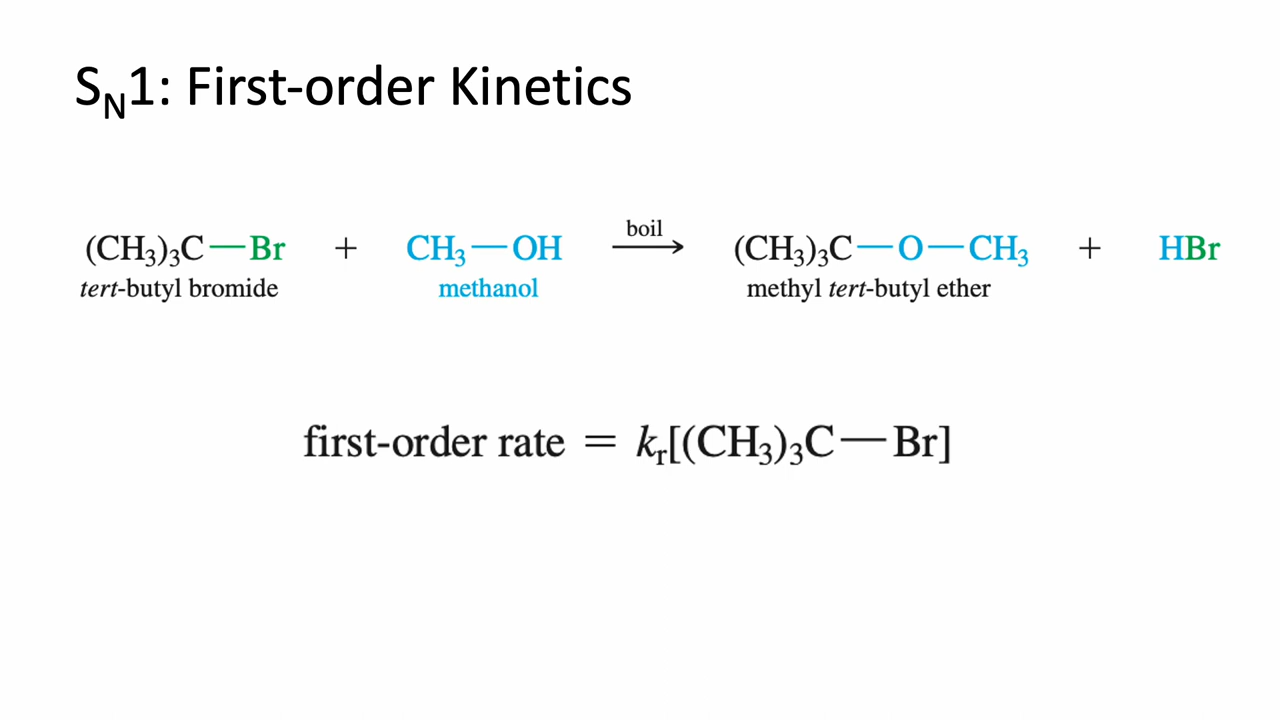 S_N1: First-order Kinetics
boil
(CH₃)₃C—Br + CH₃—OH ⟶ (CH₃)₃C—O—CH₃ + HBr
tert-butyl bromide methanol methyl tert-butyl ether
first-order rate = kᵣ[(CH₃)₃C—Br]